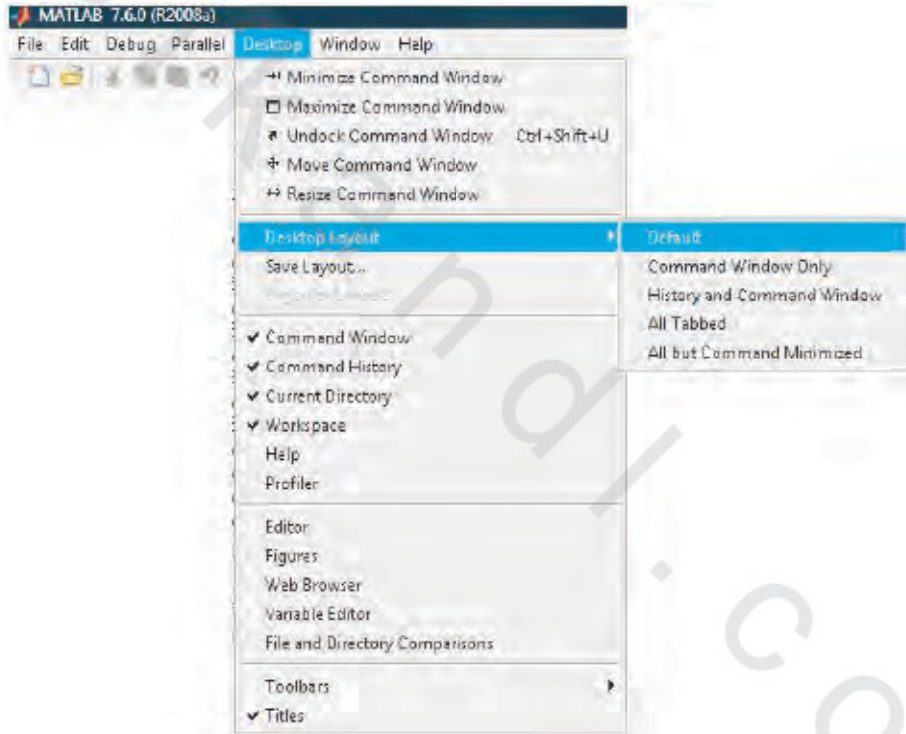 MATLAB 7.6.0 (R2008a)
File Edit Debug Parallel Desktop Window Help
Minimize Command Window
Maximize Command Window
Undock Command Window Ctrl+Shift+U
Move Command Window
Resize Command Window
Desktop Layout
Default
Save Layout...
Command Window Only
History and Command Window
All Tabbed
All but Command Minimized
Command Window
Command History
Current Directory
Workspace
Help
Profiler
Editor
Figures
Web Browser
Variable Editor
File and Directory Comparisons
Toolbars
Titles